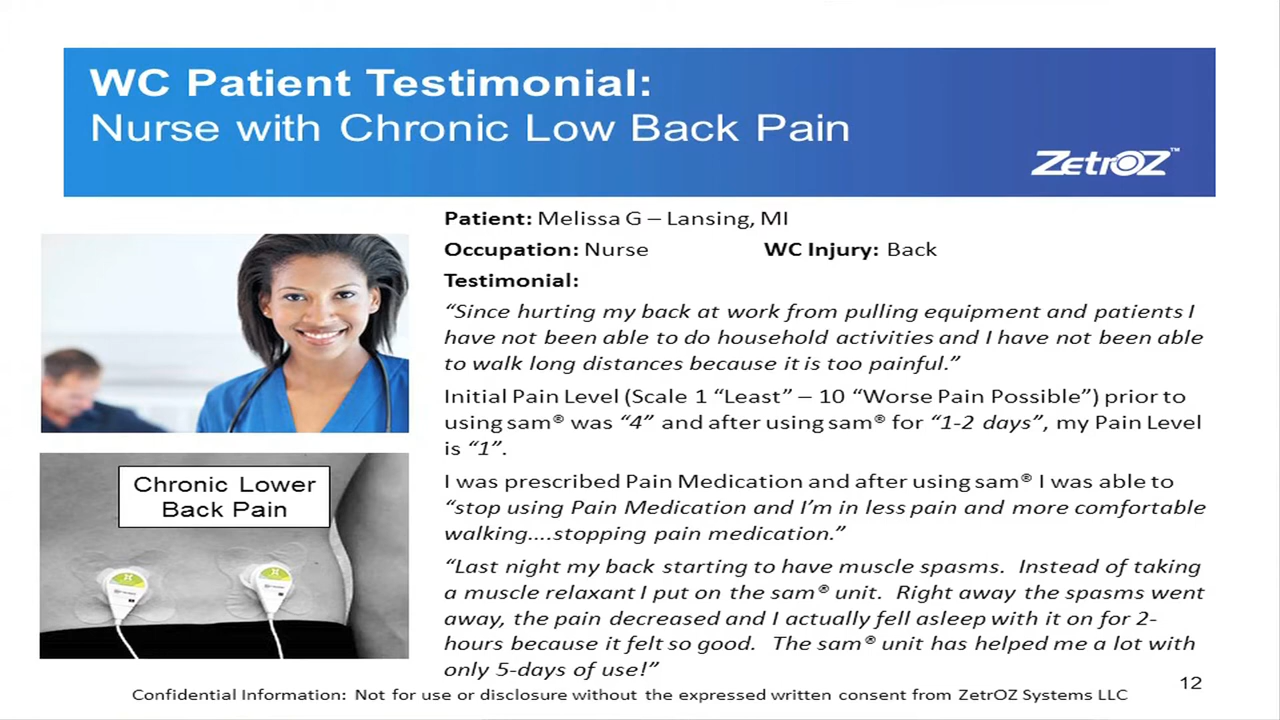 WC Patient Testimonial:
Nurse with Chronic Low Back Pain
ZetrOZ™
Patient: Melissa G – Lansing, MI
Occupation: Nurse WC Injury: Back
Testimonial:
“Since hurting my back at work from pulling equipment and patients I
have not been able to do household activities and I have not been able
to walk long distances because it is too painful.”
Initial Pain Level (Scale 1 “Least” – 10 “Worse Pain Possible”) prior to
using sam® was “4” and after using sam® for “1-2 days”, my Pain Level
is “1”.
I was prescribed Pain Medication and after using sam® I was able to
“stop using Pain Medication and I’m in less pain and more comfortable
walking....stopping pain medication.”
“Last night my back starting to have muscle spasms. Instead of taking
a muscle relaxant I put on the sam® unit. Right away the spasms went
away, the pain decreased and I actually fell asleep with it on for 2-
hours because it felt so good. The sam® unit has helped me a lot with
only 5-days of use!”
Chronic Lower
Back Pain
Confidential Information: Not for use or disclosure without the expressed written consent from ZetrOZ Systems LLC
12